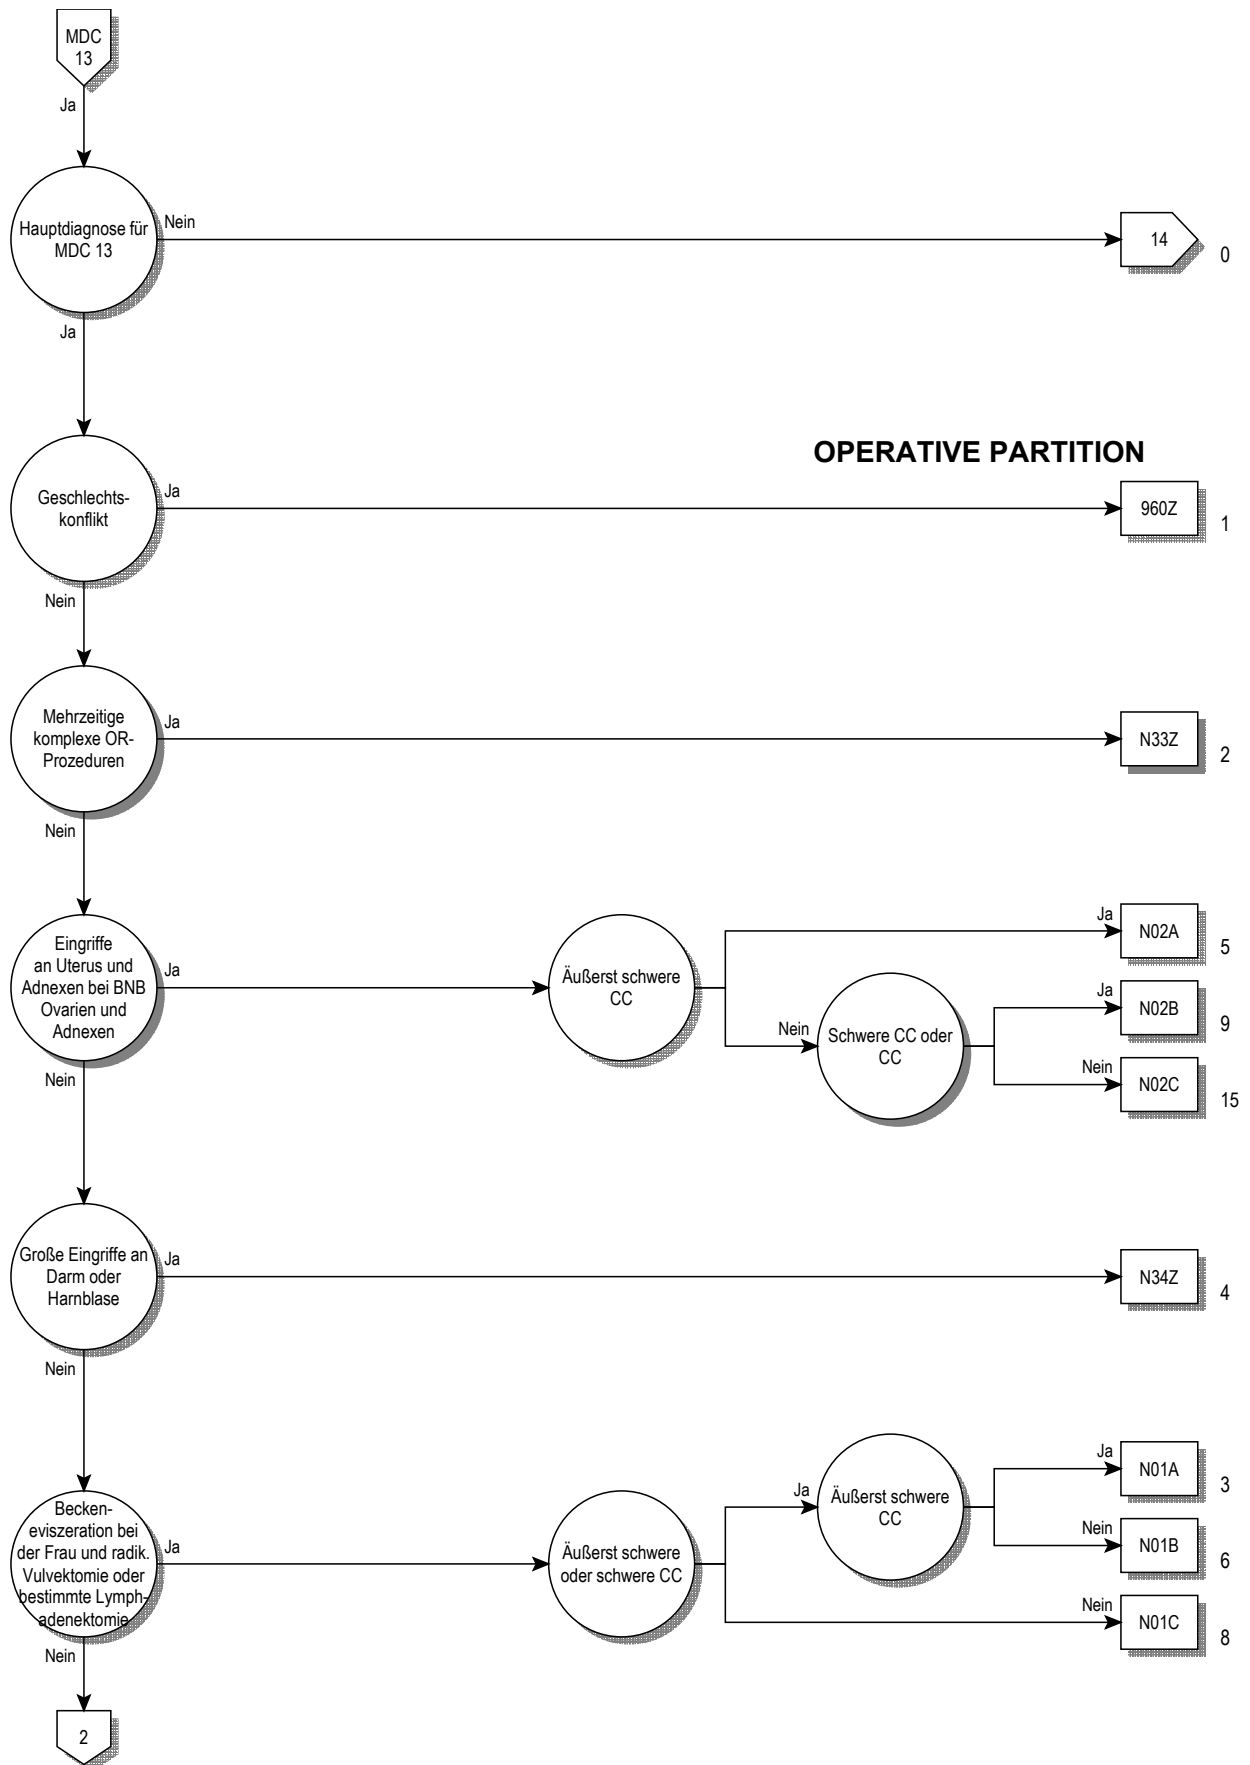 MDC
13
Ja
Hauptdiagnose für
MDC 13
Nein
14
0
Ja
OPERATIVE PARTITION
Geschlechts-
konflikt
Ja
960Z
1
Nein
Mehrzeitige
komplexe OR-
Prozeduren
Ja
N33Z
2
Nein
Eingriffe
an Uterus und
Adnexen bei BNB
Ovarien und
Adnexen
Ja
Äußerst schwere
CC
Ja
N02A
5
Nein
Schwere CC oder
CC
Ja
N02B
9
Nein
N02C
15
Nein
Große Eingriffe an
Darm oder
Harnblase
Ja
N34Z
4
Nein
Becken-
eviszeration bei
der Frau und radik.
Vulvektomie oder
bestimmte Lymph-
adenektomie
Ja
Äußerst schwere
oder schwere CC
Ja
Äußerst schwere
CC
Ja
N01A
3
Nein
N01B
6
Nein
N01C
8
Nein
2